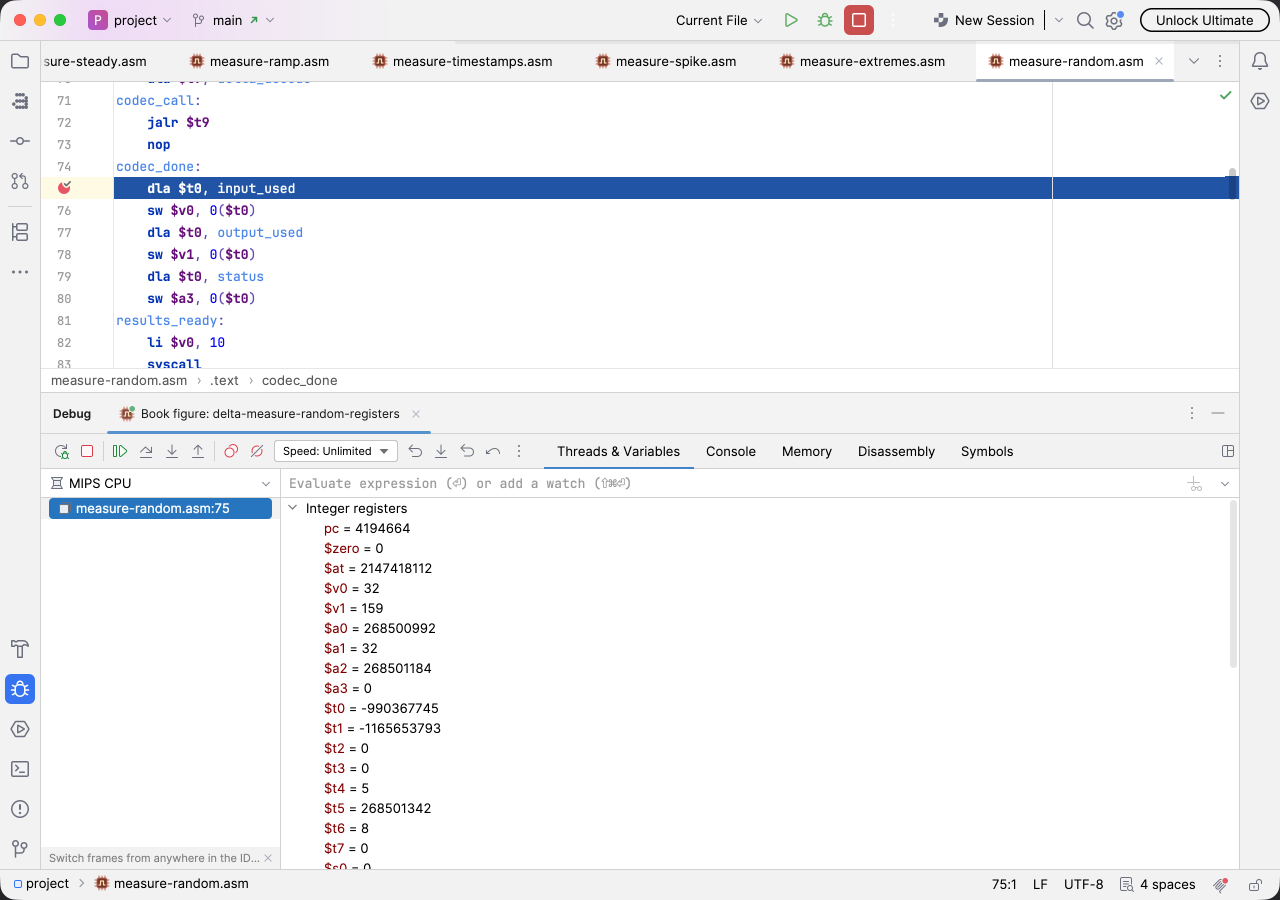 P project main Current File New Session Unlock Ultimate
sure-steady.asm measure-ramp.asm measure-timestamps.asm measure-spike.asm measure-extremes.asm measure-random.asm
71 codec_call:
72 jalr $t9
73 nop
74 codec_done:
dla $t0, input_used
76 sw $v0, 0($t0)
77 dla $t0, output_used
78 sw $v1, 0($t0)
79 dla $t0, status
80 sw $a3, 0($t0)
81 results_ready:
82 li $v0, 10
83 syscall
measure-random.asm › .text › codec_done
Debug Book figure: delta-measure-random-registers
Speed: Unlimited Threads & Variables Console Memory Disassembly Symbols
MIPS CPU Evaluate expression (⏎) or add a watch (⇧⌘⏎)
measure-random.asm:75
Integer registers
pc = 4194664
$zero = 0
$at = 2147418112
$v0 = 32
$v1 = 159
$a0 = 268500992
$a1 = 32
$a2 = 268501184
$a3 = 0
$t0 = -990367745
$t1 = -1165653793
$t2 = 0
$t3 = 0
$t4 = 5
$t5 = 268501342
$t6 = 8
$t7 = 0
$s0 = 0
Switch frames from anywhere in the ID...
project measure-random.asm 75:1 LF UTF-8 4 spaces